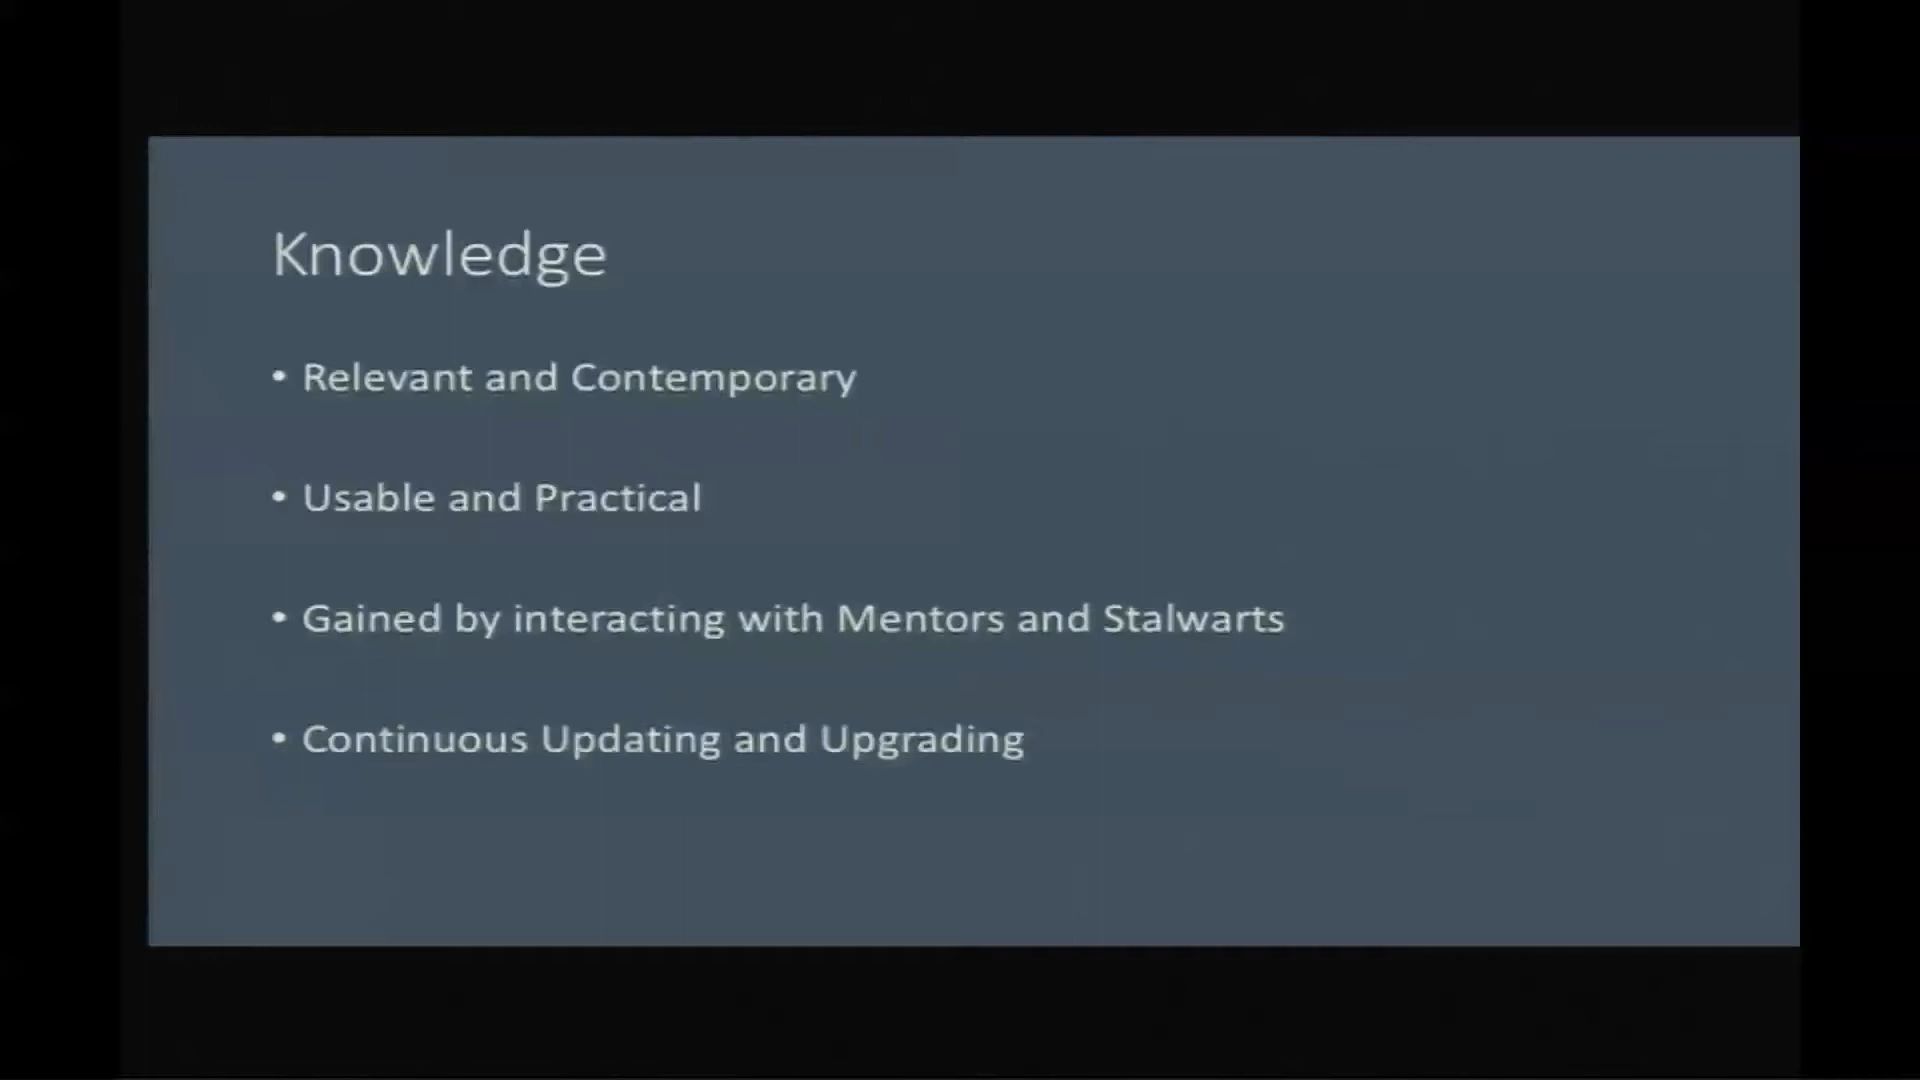 Knowledge
• Relevant and Contemporary
• Usable and Practical
• Gained by interacting with Mentors and Stalwarts
• Continuous Updating and Upgrading